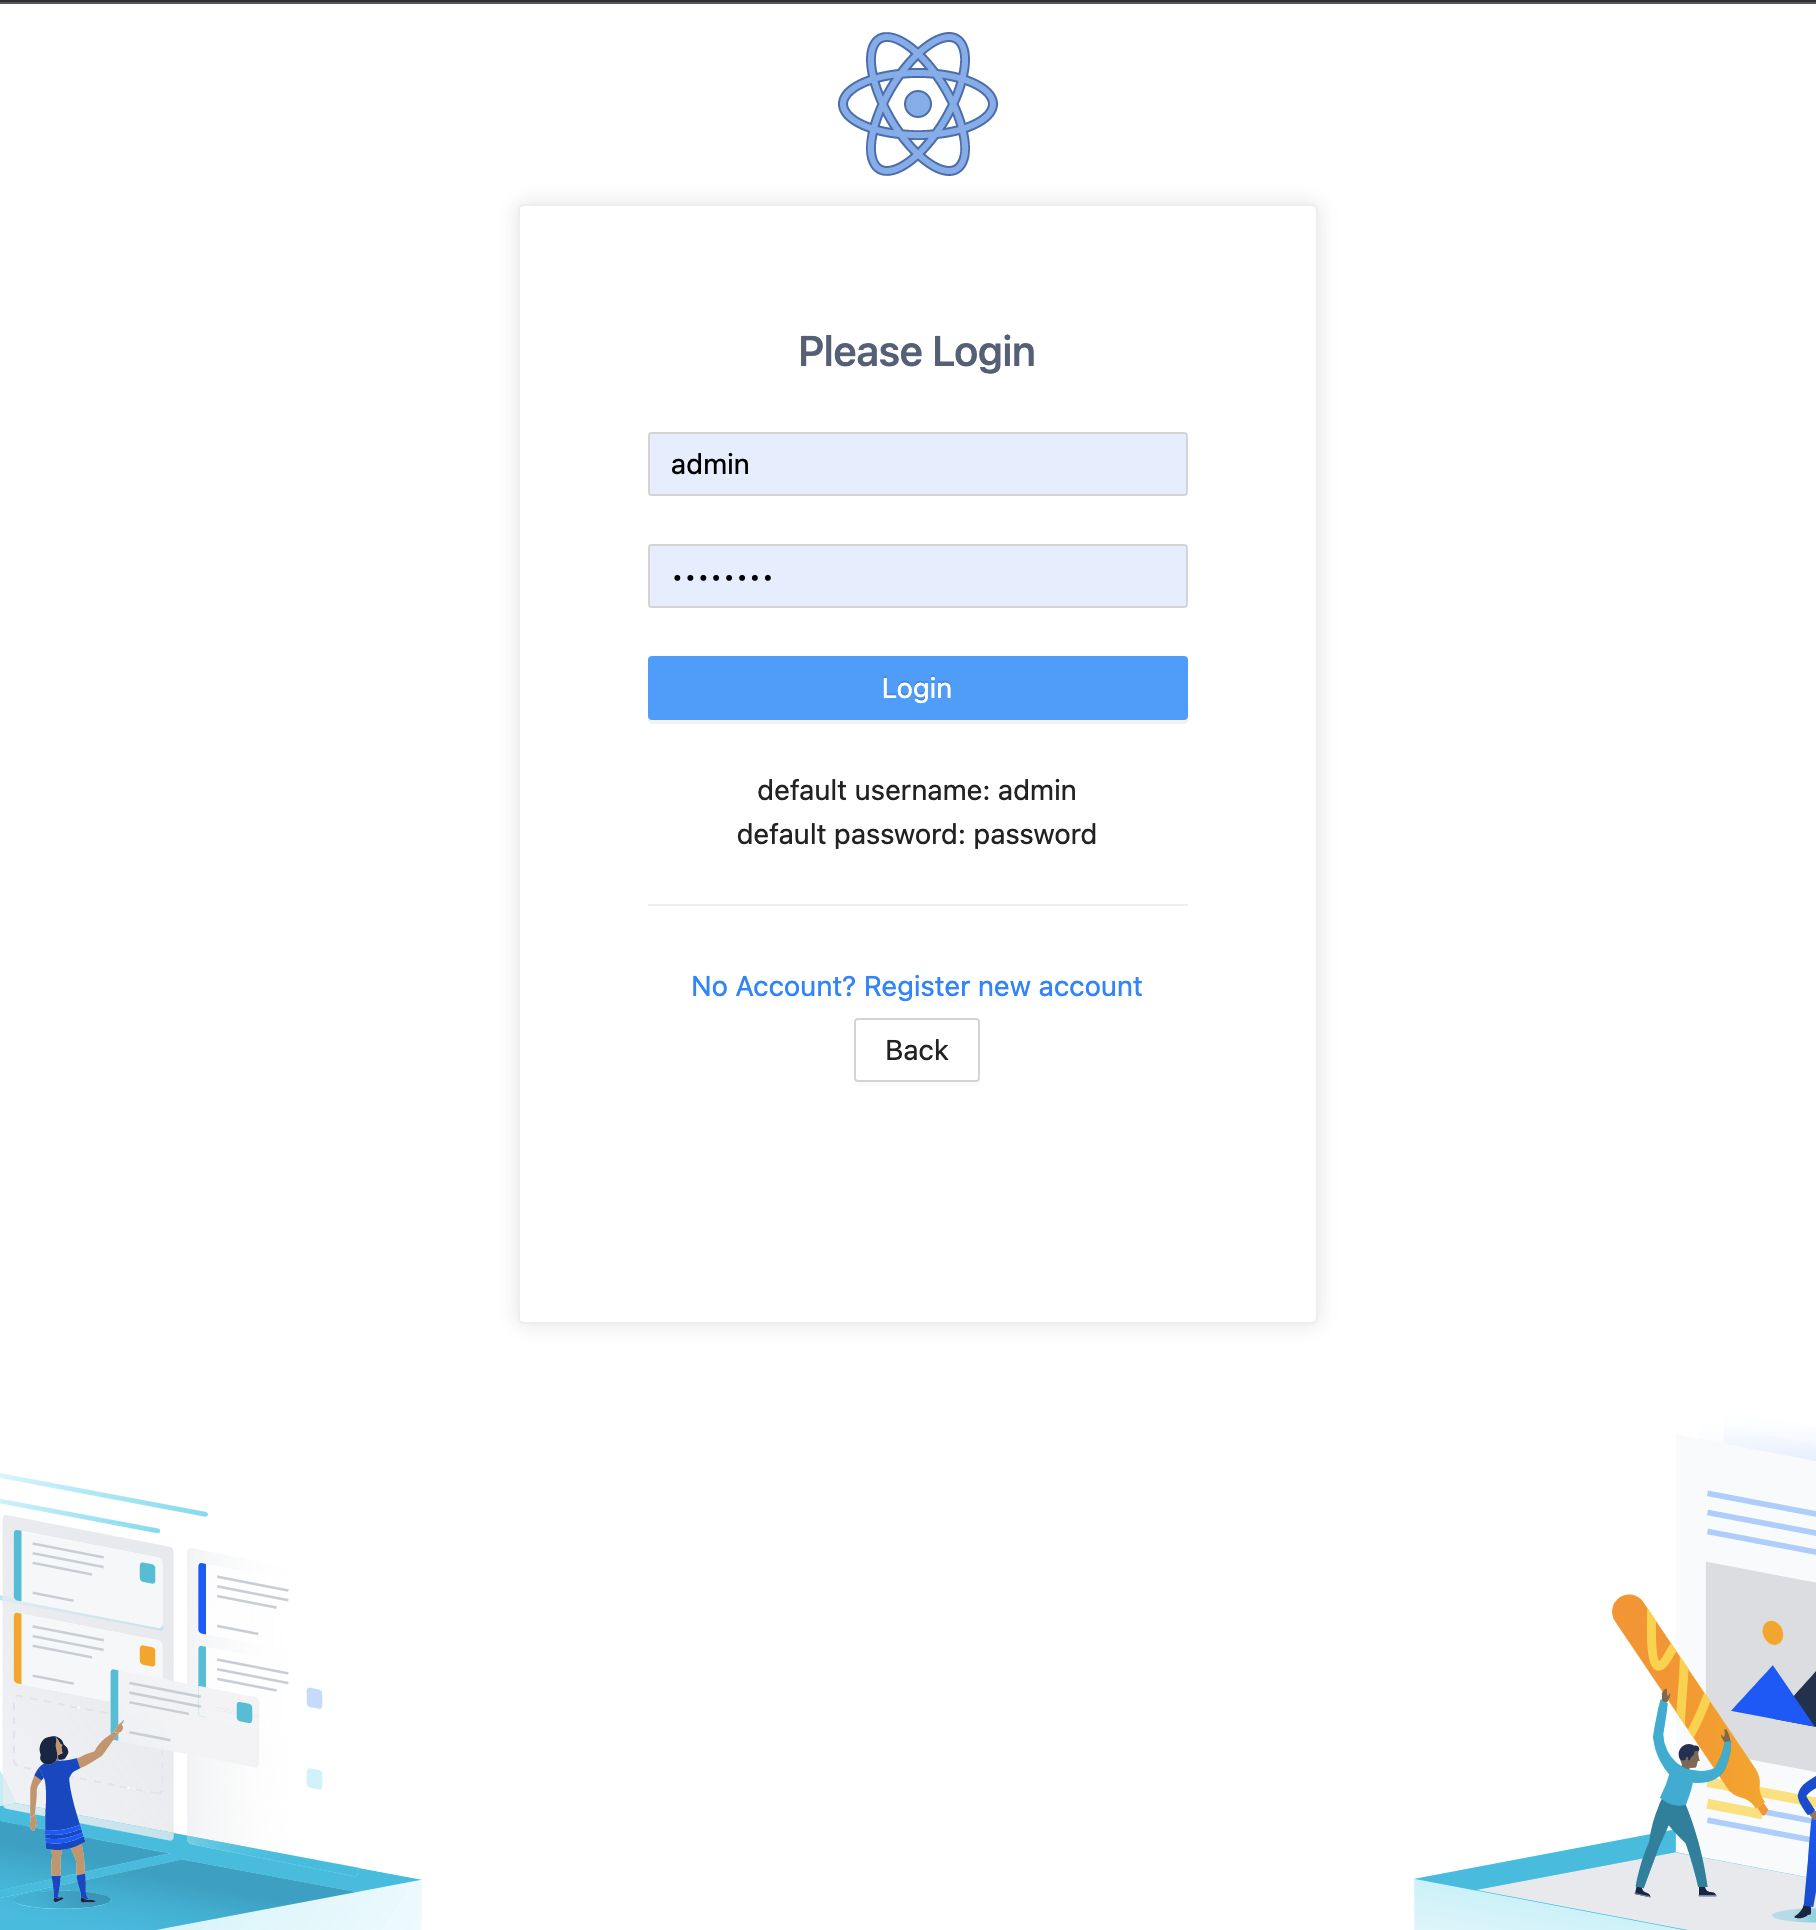 Please Login
admin
••••••••
Login
default username: admin
default password: password
No Account? Register new account
Back